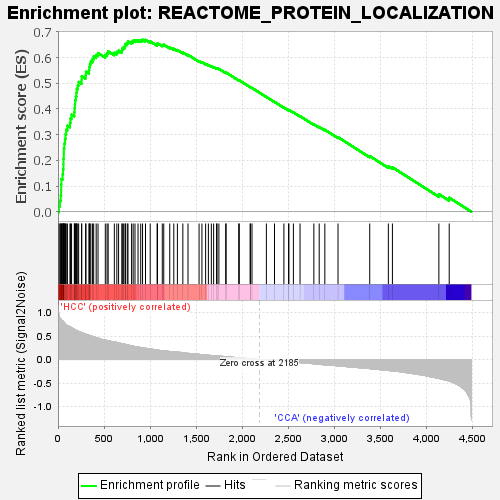 Enrichment plot: REACTOME_PROTEIN_LOCALIZATION
Enrichment score (ES)
0.7
0.6
0.5
0.4
0.3
0.2
0.1
0.0
Ranked list metric (Signal2Noise)
1.0
0.5
0.0
-0.5
-1.0
'HCC' (positively correlated)
Zero cross at 2185
'CCA' (negatively correlated)
0 500 1,000 1,500 2,000 2,500 3,000 3,500 4,000 4,500
Rank in Ordered Dataset
Enrichment profile Hits Ranking metric scores